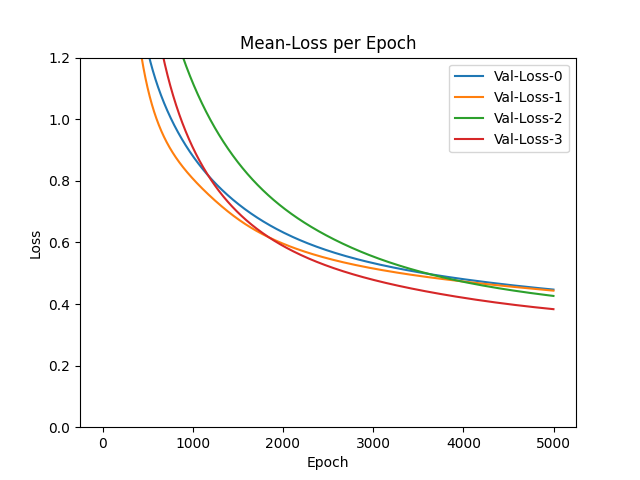 Mean-Loss per Epoch
1.2
1.0
0.8
0.6
0.4
0.2
0.0
Loss
Val-Loss-0
Val-Loss-1
Val-Loss-2
Val-Loss-3
0 1000 2000 3000 4000 5000
Epoch